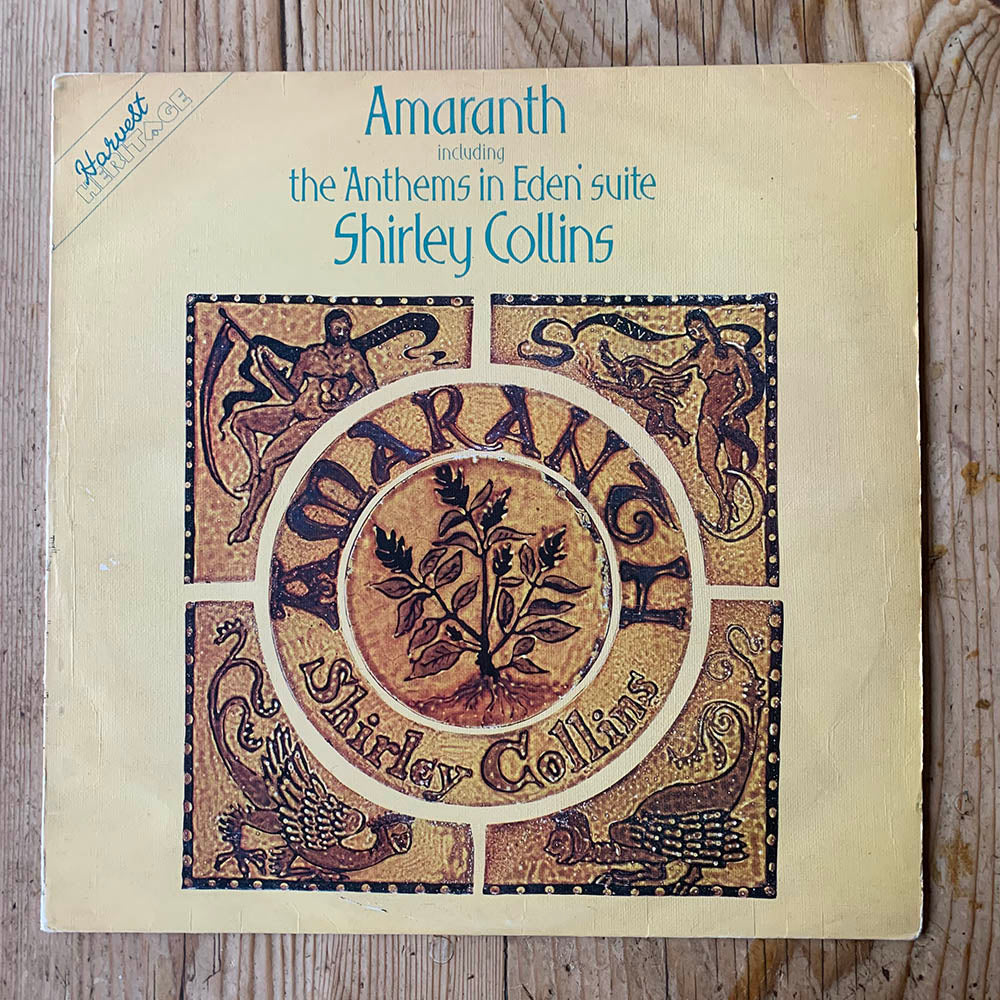 Harvest
HERITAGE
Amaranth
including
the 'Anthems in Eden' suite
Shirley Collins
AMARANTH
Shirley Collins